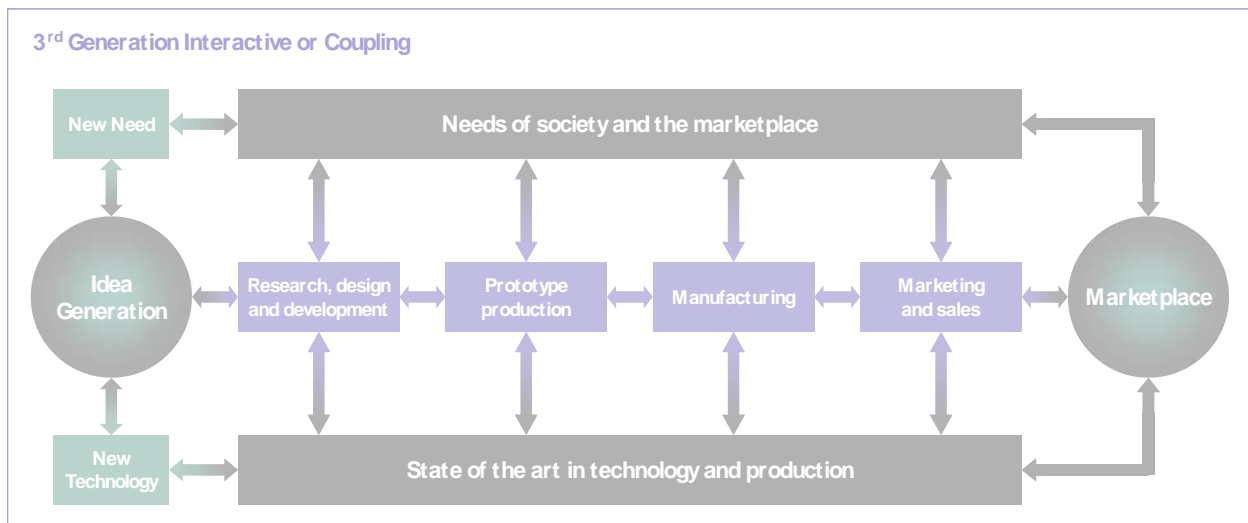 3rd Generation Interactive or Coupling
New Need
Needs of society and the marketplace
Idea
Generation
Research, design
and development
Prototype
production
Manufacturing
Marketing
and sales
Marketplace
New
Technology
State of the art in technology and production